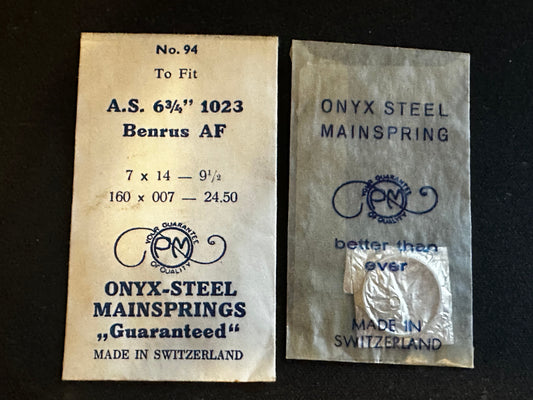 No. 94
To Fit
A.S. 6¾” 1023
Benrus AF
7 x 14 — 9½
160 x 007 — 24.50
YOUR GUARANTEE
PM
OF QUALITY
ONYX-STEEL
MAINSPRINGS
„Guaranteed“
MADE IN SWITZERLAND
ONYX STEEL
MAINSPRING
YOUR GUARANTEE
PM
OF QUALITY
better than
ever
MADE IN
SWITZERLAND